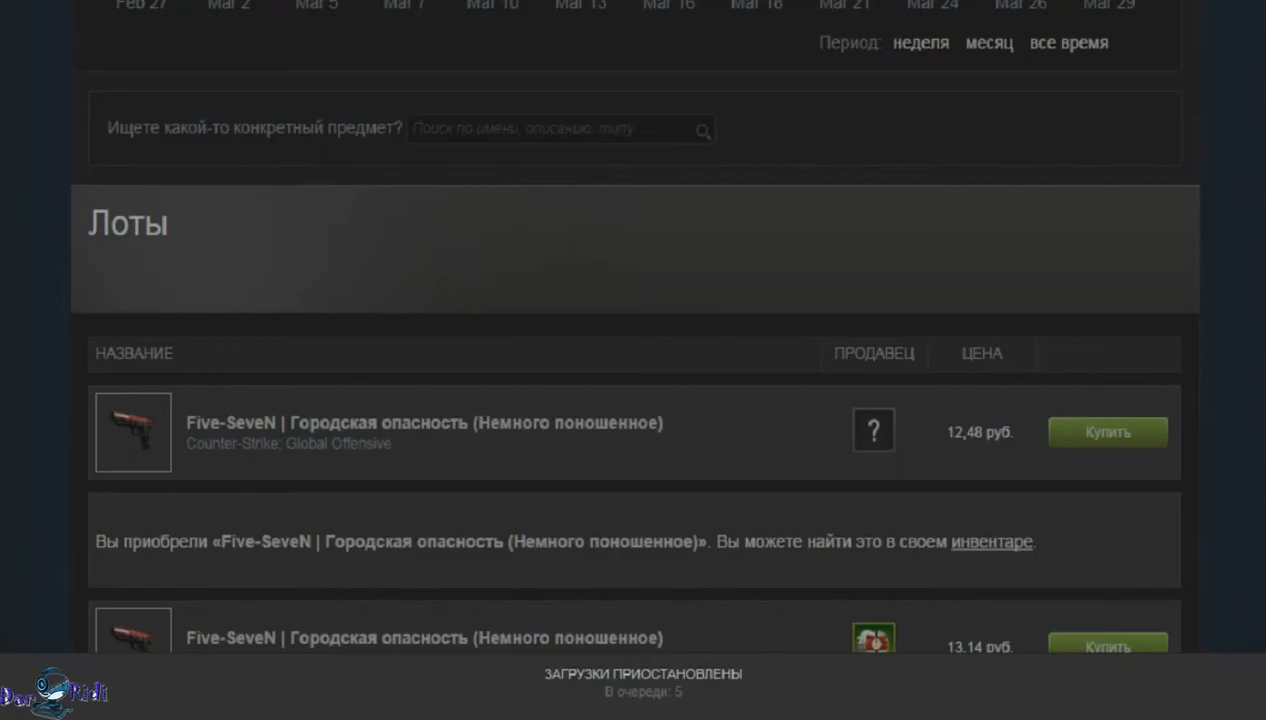 Feb 27 Mar 2 Mar 5 Mar 7 Mar 10 Mar 13 Mar 16 Mar 18 Mar 21 Mar 24 Mar 26 Mar 29
Период: неделя месяц все время
Ищете какой-то конкретный предмет? Поиск по имени, описанию, типу ...
Лоты
НАЗВАНИЕ ПРОДАВЕЦ ЦЕНА
Five-SeveN | Городская опасность (Немного поношенное)
Counter-Strike: Global Offensive
? 12,48 руб. Купить
Вы приобрели «Five-SeveN | Городская опасность (Немного поношенное)». Вы можете найти это в своем инвентаре.
Five-SeveN | Городская опасность (Немного поношенное) 13,14 руб. Купить
ЗАГРУЗКИ ПРИОСТАНОВЛЕНЫ
В очереди: 5
Dar Ridi